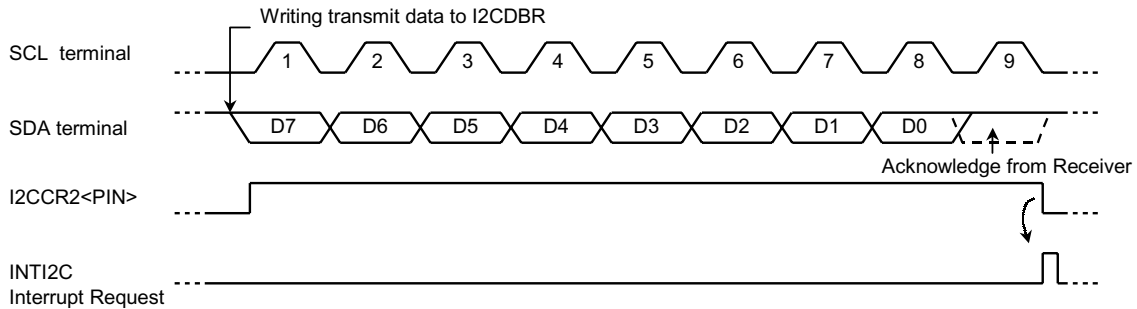 Writing transmit data to I2CDBR
SCL terminal
1 2 3 4 5 6 7 8 9
SDA terminal
D7 D6 D5 D4 D3 D2 D1 D0
Acknowledge from Receiver
I2CCR2<PIN>
INTI2C
Interrupt Request